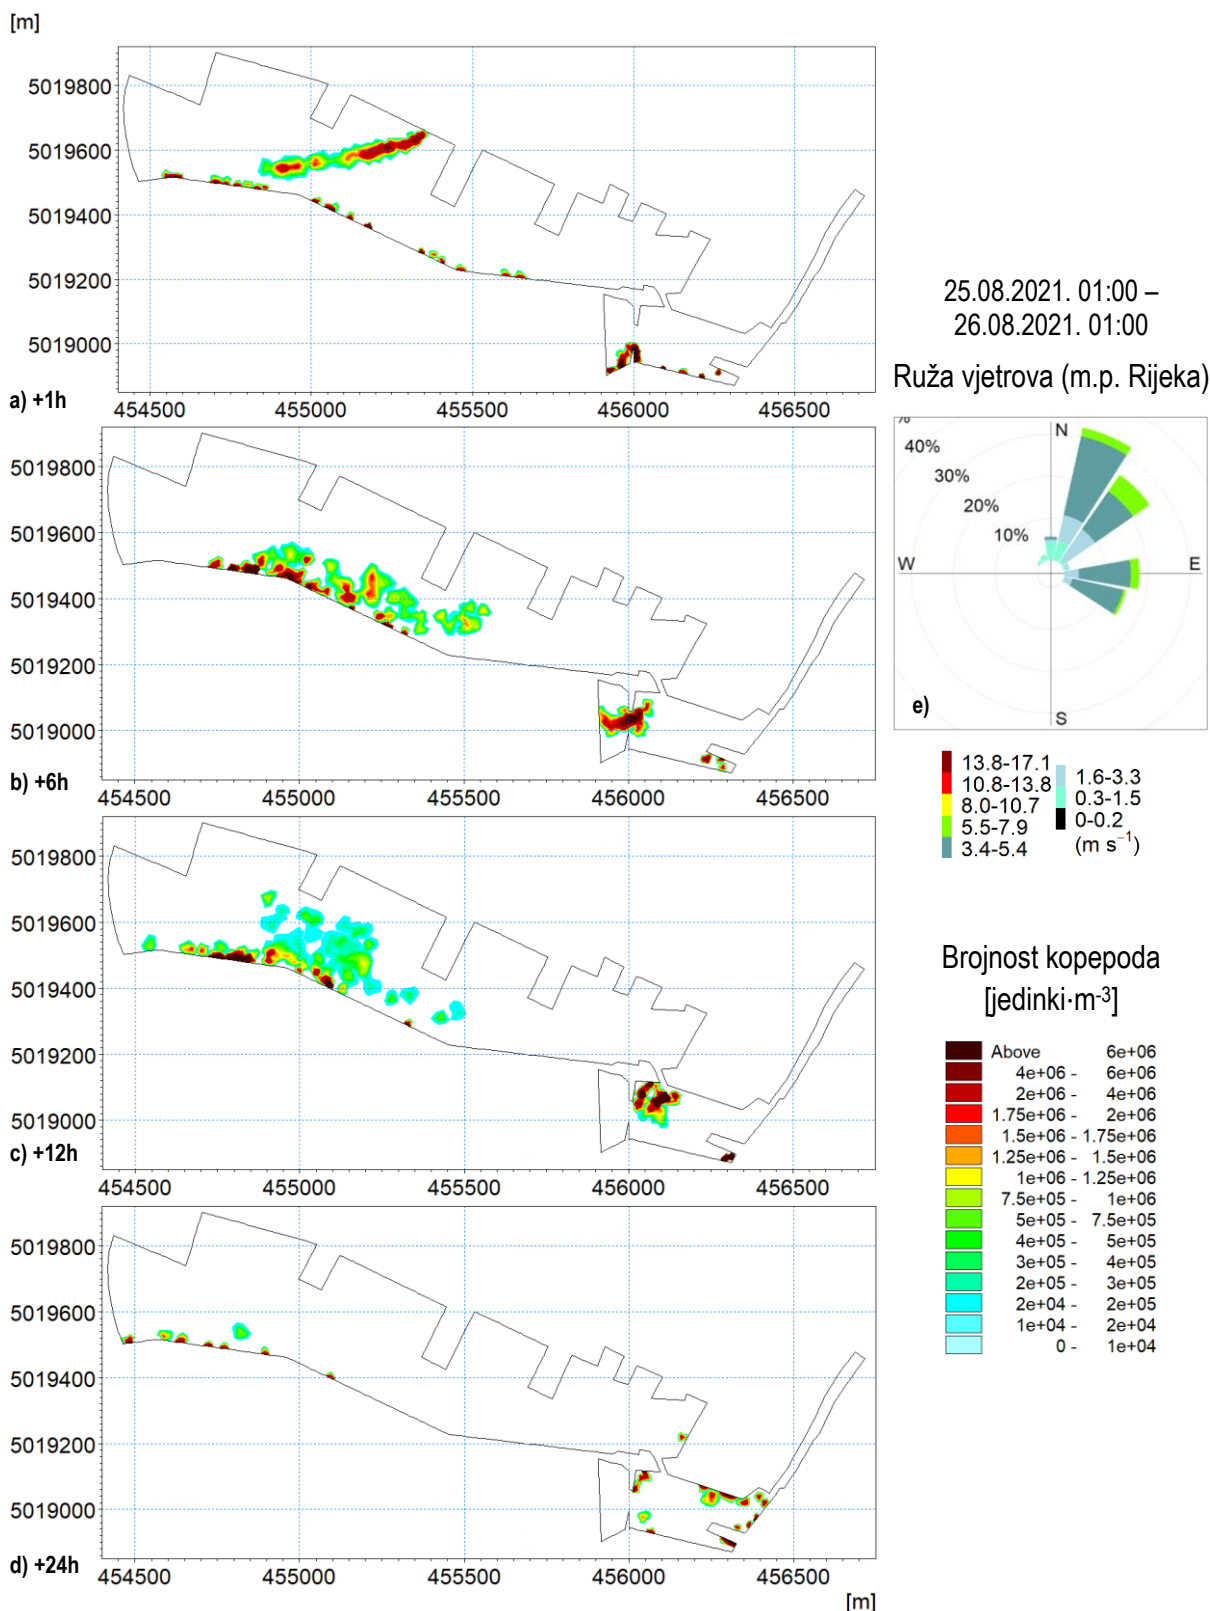 [m]
5019800
5019600
5019400
5019200
5019000
a) +1h
454500 455000 455500 456000 456500
5019800
5019600
5019400
5019200
5019000
b) +6h
454500 455000 455500 456000 456500
5019800
5019600
5019400
5019200
5019000
c) +12h
454500 455000 455500 456000 456500
5019800
5019600
5019400
5019200
5019000
d) +24h
454500 455000 455500 456000 456500
[m]
25.08.2021. 01:00 –
26.08.2021. 01:00
Ruža vjetrova (m.p. Rijeka)
%
40%
30%
20%
10%
N
W
E
S
e)
13.8-17.1
10.8-13.8
8.0-10.7
5.5-7.9
3.4-5.4
1.6-3.3
0.3-1.5
0-0.2
(m s⁻¹)
Brojnost kopepoda
[jedinki·m⁻³]
Above 6e+06
4e+06 - 6e+06
2e+06 - 4e+06
1.75e+06 - 2e+06
1.5e+06 - 1.75e+06
1.25e+06 - 1.5e+06
1e+06 - 1.25e+06
7.5e+05 - 1e+06
5e+05 - 7.5e+05
4e+05 - 5e+05
3e+05 - 4e+05
2e+05 - 3e+05
2e+04 - 2e+05
1e+04 - 2e+04
0 - 1e+04